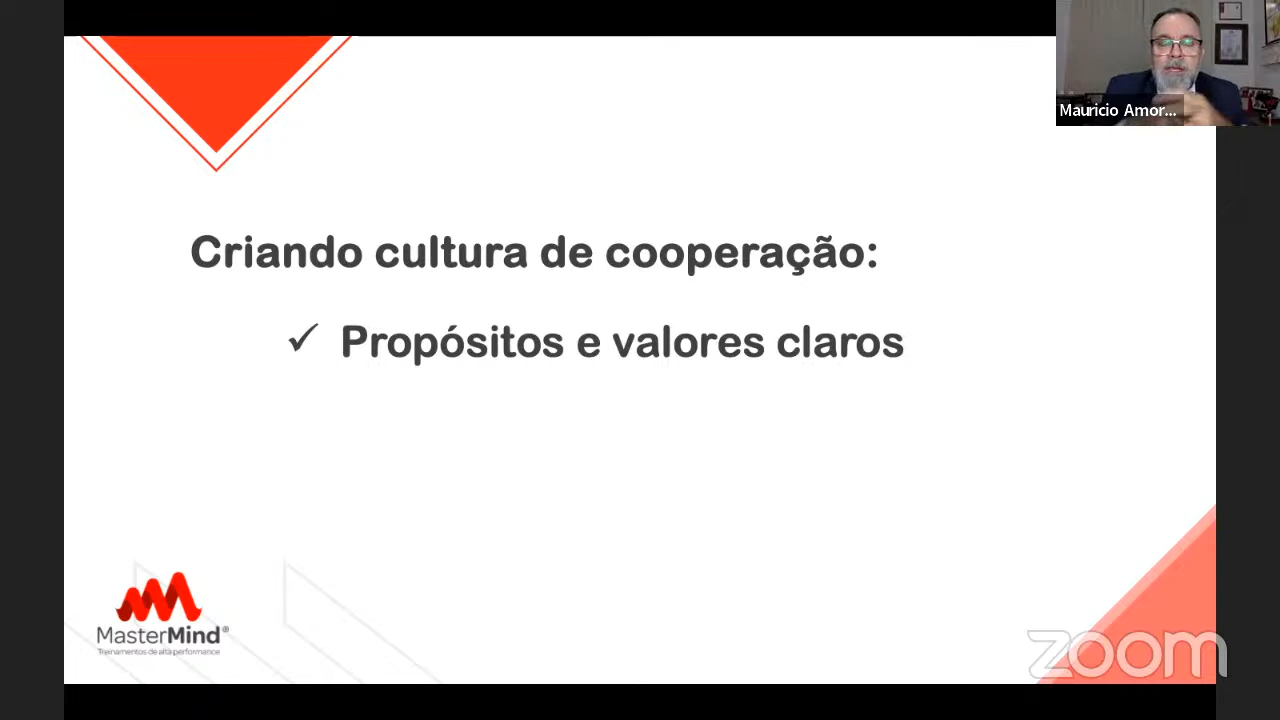 Mauricio Amor...
Criando cultura de cooperação:
✓ Propósitos e valores claros
MasterMind®
Treinamentos de alta performance
zoom